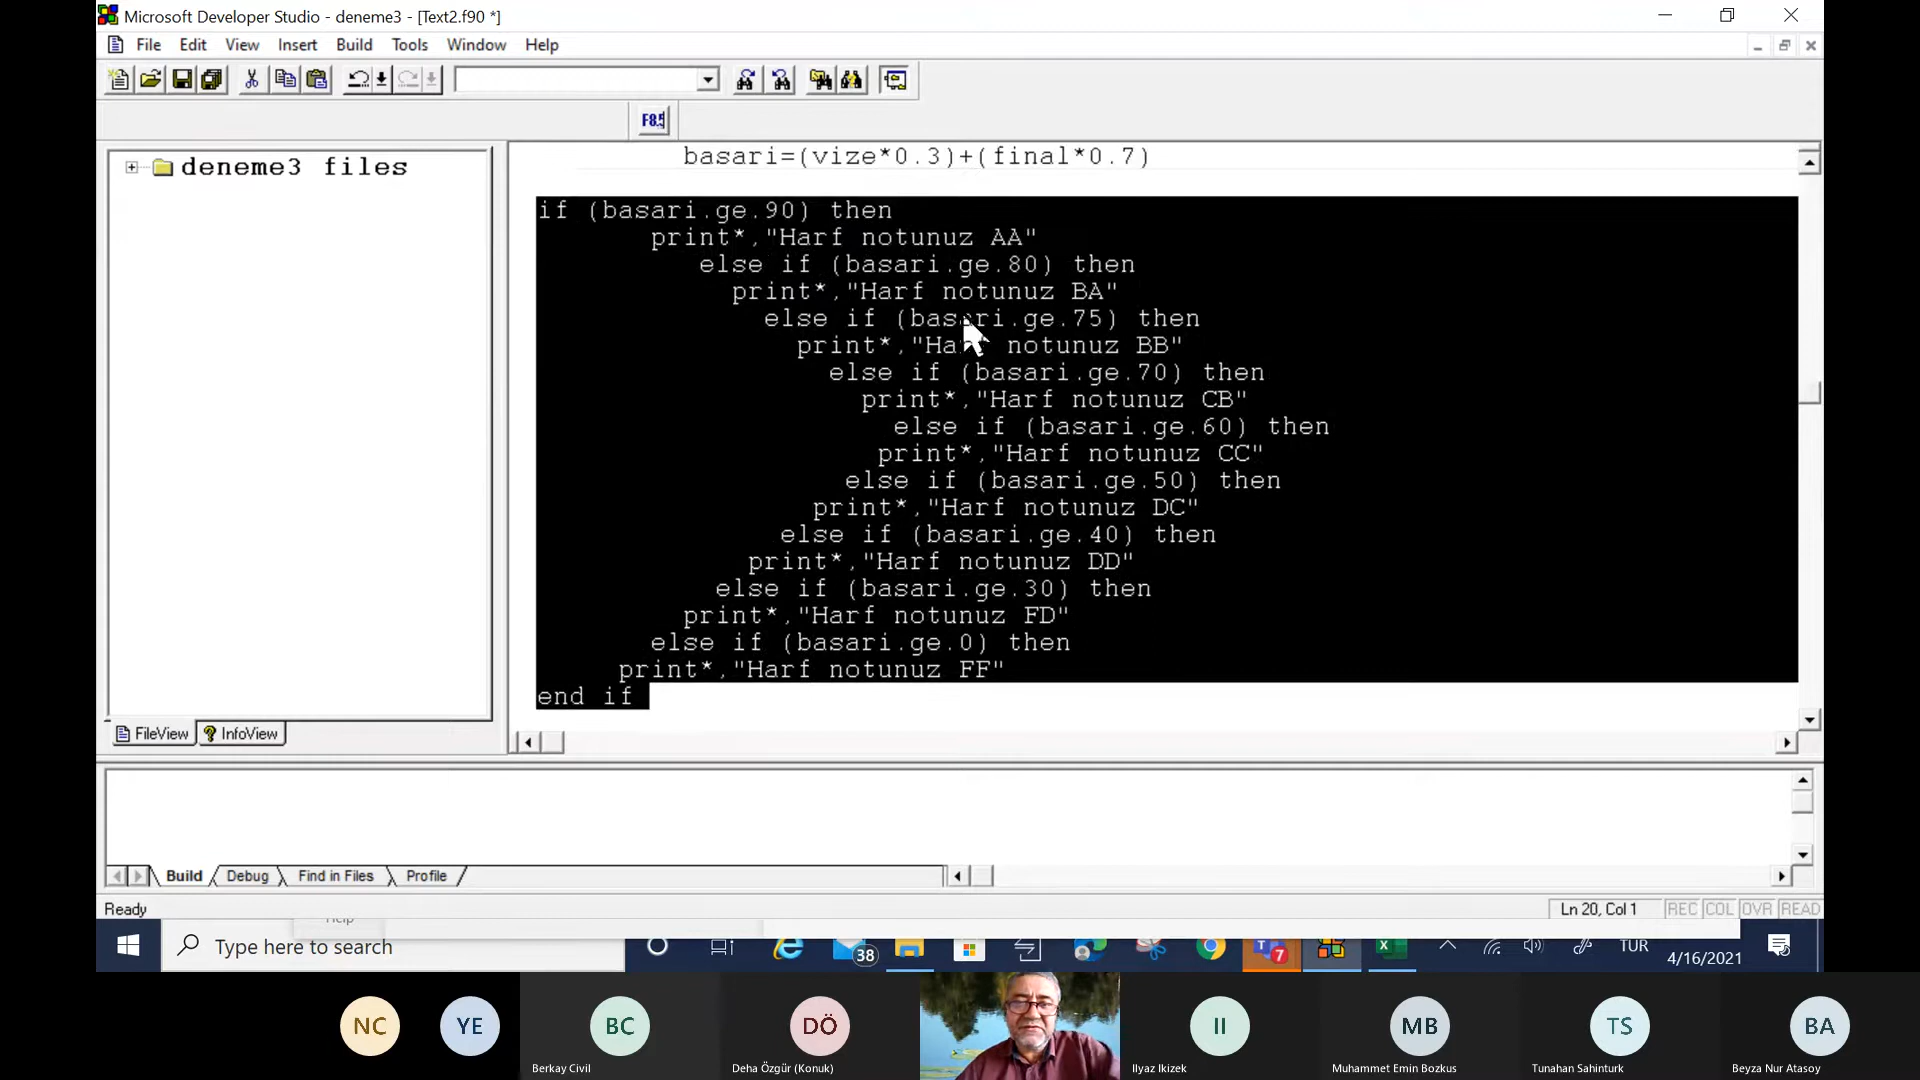 Microsoft Developer Studio - deneme3 - [Text2.f90 *]
File Edit View Insert Build Tools Window Help
F8.5
deneme3 files
basari=(vize*0.3)+(final*0.7)
if (basari.ge.90) then
print*,"Harf notunuz AA"
else if (basari.ge.80) then
print*,"Harf notunuz BA"
else if (basari.ge.75) then
print*,"Harf notunuz BB"
else if (basari.ge.70) then
print*,"Harf notunuz CB"
else if (basari.ge.60) then
print*,"Harf notunuz CC"
else if (basari.ge.50) then
print*,"Harf notunuz DC"
else if (basari.ge.40) then
print*,"Harf notunuz DD"
else if (basari.ge.30) then
print*,"Harf notunuz FD"
else if (basari.ge.0) then
print*,"Harf notunuz FF"
end if
FileView InfoView
Build Debug Find in Files Profile
Ready Ln 20, Col 1 REC COL OVR READ
Help
Type here to search 38 7 TUR
4/16/2021
NC YE BC DÖ II MB TS BA
Berkay Civil Deha Özgür (Konuk) Ilyaz Ikizek Muhammet Emin Bozkus Tunahan Sahinturk Beyza Nur Atasoy